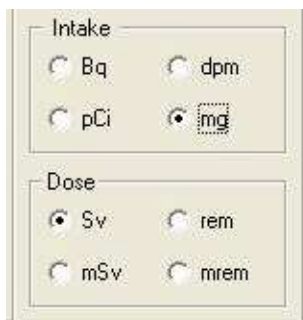 Intake
Bq dpm
pCi mg
Dose
Sv rem
mSv mrem